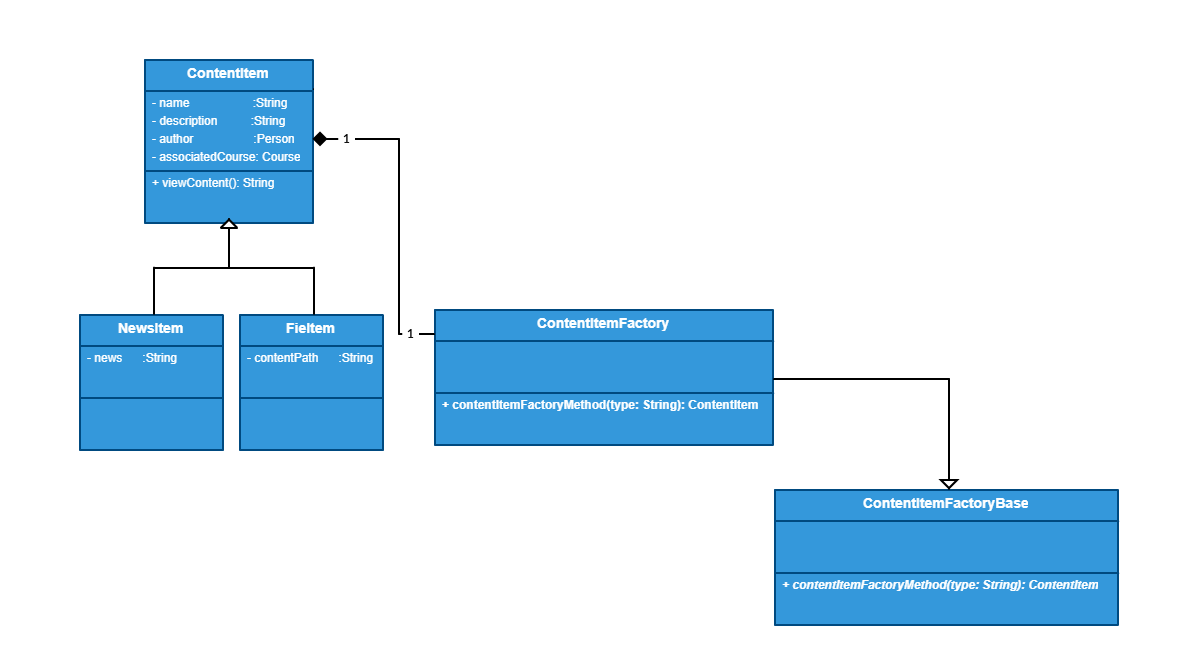 ContentItem
- name :String
- description :String
- author :Person
- associatedCourse: Course
+ viewContent(): String
1
NewsItem
- news :String
FieItem
- contentPath :String
1
ContentItemFactory
+ contentItemFactoryMethod(type: String): ContentItem
ContentItemFactoryBase
+ contentItemFactoryMethod(type: String): ContentItem